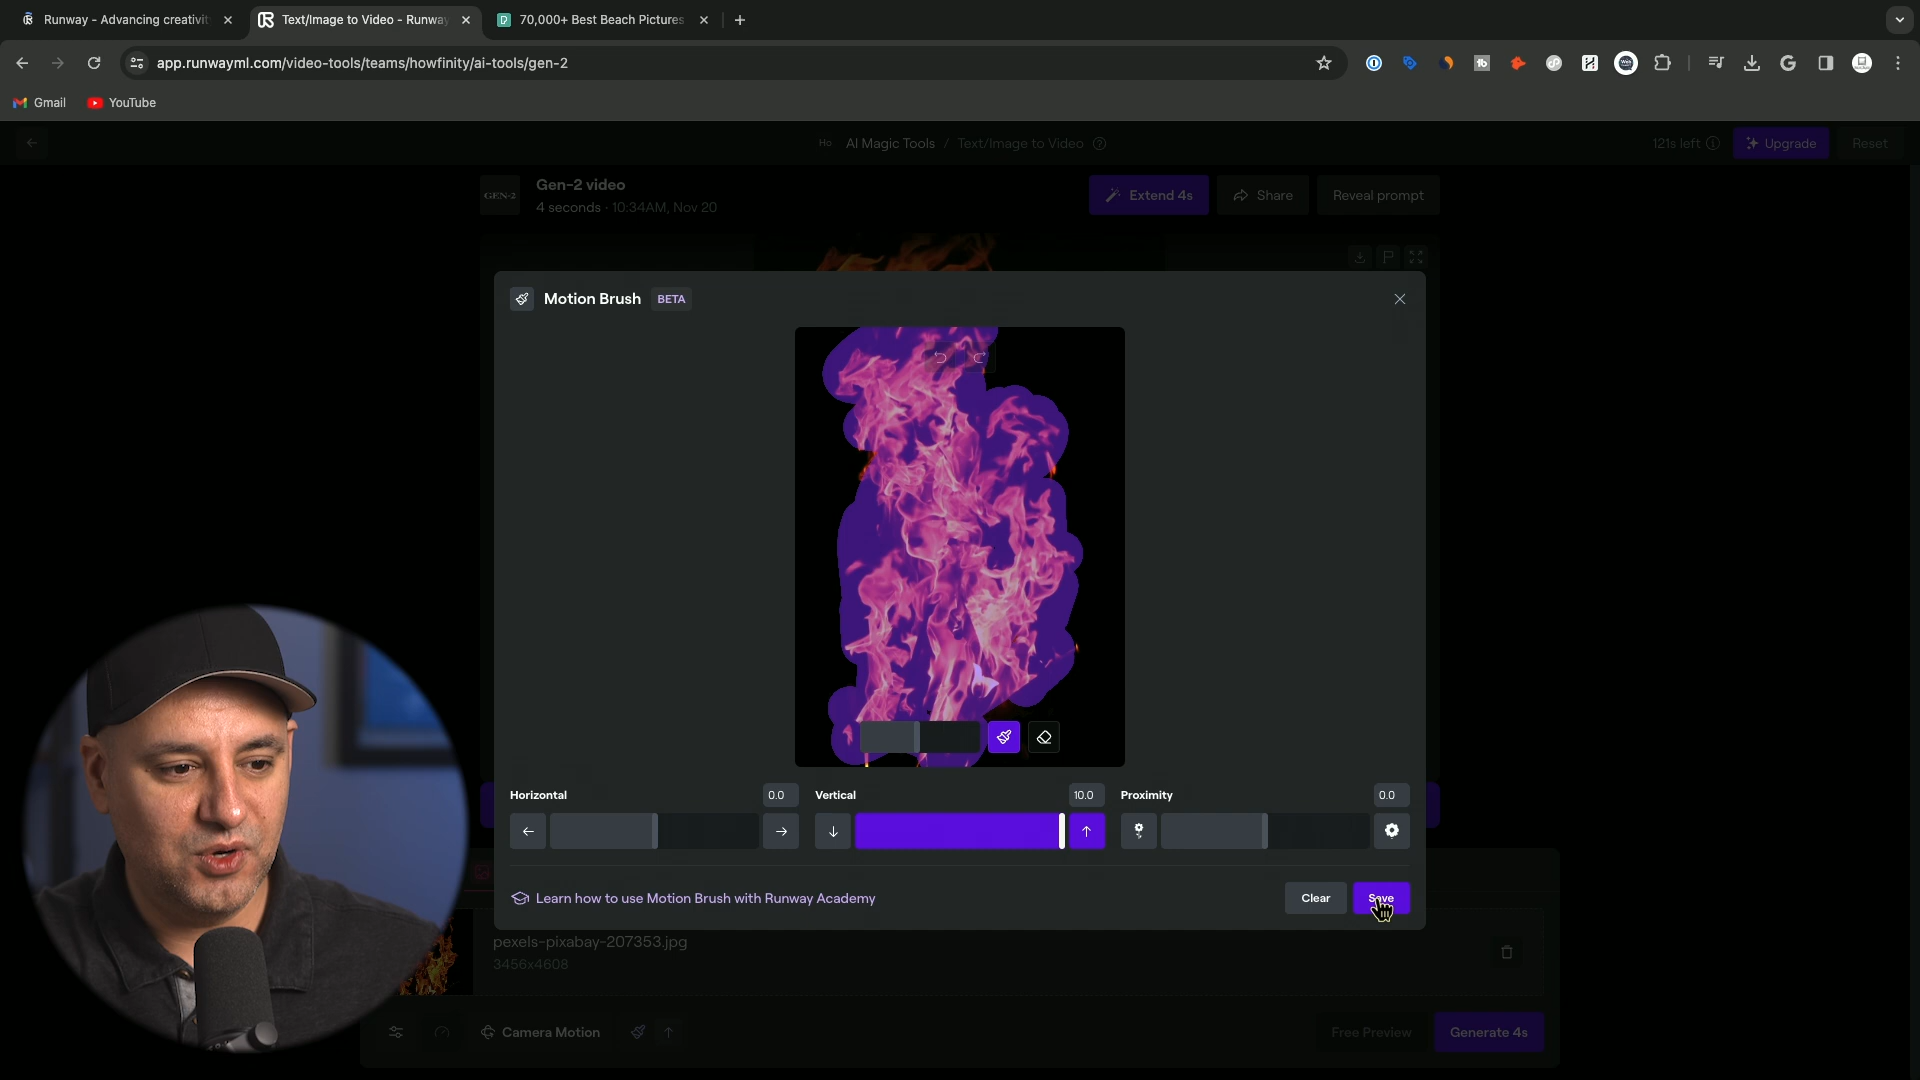 Runway - Advancing creativit
Text/Image to Video - Runway
70,000+ Best Beach Pictures
app.runwayml.com/video-tools/teams/howfinity/ai-tools/gen-2
Gmail
YouTube
Ho AI Magic Tools / Text/Image to Video
121s left
Upgrade
Reset
GEN-2
Gen-2 video
4 seconds · 10:34AM, Nov 20
Extend 4s
Share
Reveal prompt
Motion Brush BETA
Horizontal 0.0
Vertical 10.0
Proximity 0.0
Learn how to use Motion Brush with Runway Academy
Clear
Save
pexels-pixabay-207353.jpg
3456x4608
Camera Motion
Free Preview
Generate 4s